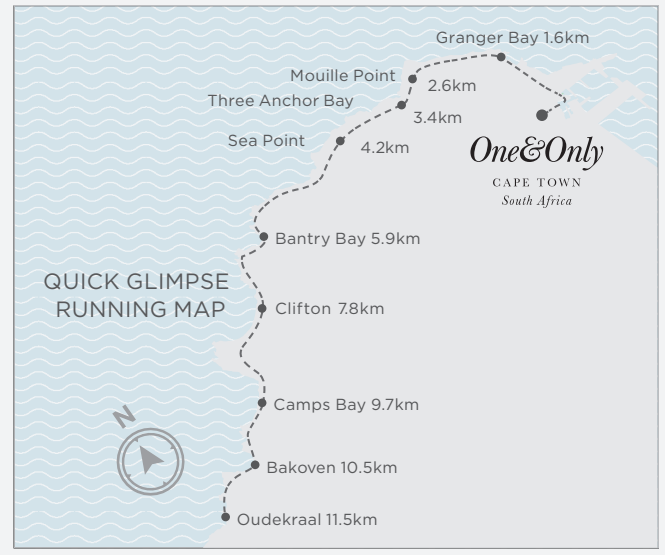 Granger Bay 1.6km
Mouille Point
2.6km
Three Anchor Bay
3.4km
Sea Point
4.2km
One&Only
CAPE TOWN
South Africa
Bantry Bay 5.9km
QUICK GLIMPSE
RUNNING MAP
Clifton 7.8km
Camps Bay 9.7km
N
Bakoven 10.5km
Oudekraal 11.5km